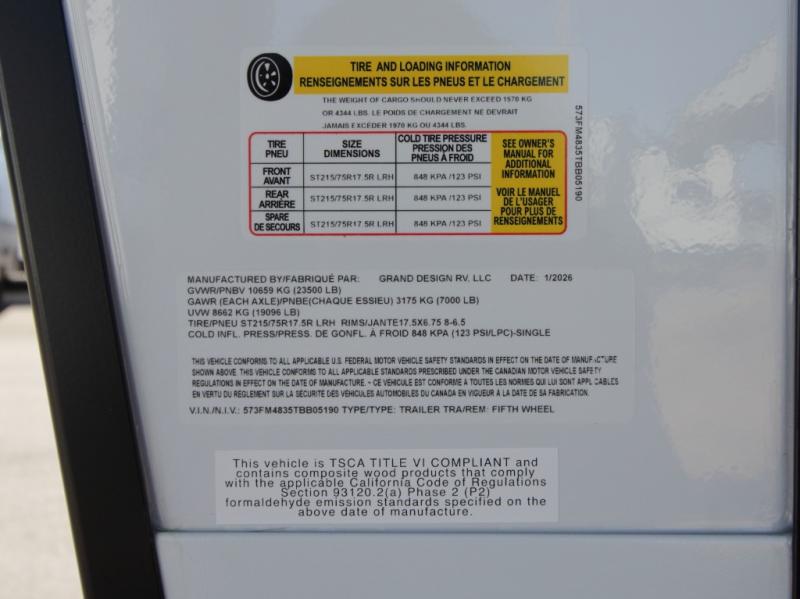 TIRE AND LOADING INFORMATION
RENSEIGNEMENTS SUR LES PNEUS ET LE CHARGEMENT
THE WEIGHT OF CARGO SHOULD NEVER EXCEED 1970 KG
OR 4344 LBS. LE POIDS DE CHARGEMENT NE DEVRAIT
JAMAIS EXCÉDER 1970 KG OU 4344 LBS.
TIRE
PNEU
SIZE
DIMENSIONS
COLD TIRE PRESSURE
PRESSION DES
PNEUS À FROID
FRONT
AVANT
ST215/75R17.5R LRH
848 KPA /123 PSI
REAR
ARRIÈRE
ST215/75R17.5R LRH
848 KPA /123 PSI
SPARE
DE SECOURS
ST215/75R17.5R LRH
848 KPA /123 PSI
SEE OWNER'S
MANUAL FOR
ADDITIONAL
INFORMATION
VOIR LE MANUEL
DE L'USAGER
POUR PLUS DE
RENSEIGNEMENTS
573FM4835TBB05190
MANUFACTURED BY/FABRIQUÉ PAR: GRAND DESIGN RV, LLC DATE: 1/2026
GVWR/PNBV 10659 KG (23500 LB)
GAWR (EACH AXLE)/PNBE(CHAQUE ESSIEU) 3175 KG (7000 LB)
UVW 8662 KG (19096 LB)
TIRE/PNEU ST215/75R17.5R LRH RIMS/JANTE17.5X6.75 8-6.5
COLD INFL. PRESS/PRESS. DE GONFL. À FROID 848 KPA (123 PSI/LPC)-SINGLE
THIS VEHICLE CONFORMS TO ALL APPLICABLE U.S. FEDERAL MOTOR VEHICLE SAFETY STANDARDS IN EFFECT ON THE DATE OF MANUFACTURE
SHOWN ABOVE. THIS VEHICLE CONFORMS TO ALL APPLICABLE STANDARDS PRESCRIBED UNDER THE CANADIAN MOTOR VEHICLE SAFETY
REGULATIONS IN EFFECT ON THE DATE OF MANUFACTURE. - CE VEHICULE EST CONFORME A TOUTES LES NORMES QUI LUI SONT APPLICABLES
EN VERTU DU REGLEMENT SUR LA SECURITE DES VÉHICULES AUTOMOBILES DU CANADA EN VIGUEUR À LA DATE DE SA FABRICATION.
V.I.N./N.I.V.: 573FM4835TBB05190 TYPE/TYPE: TRAILER TRA/REM: FIFTH WHEEL
This vehicle is TSCA TITLE VI COMPLIANT and
contains composite wood products that comply
with the applicable California Code of Regulations
Section 93120.2(a) Phase 2 (P2)
formaldehyde emission standards specified on the
above date of manufacture.